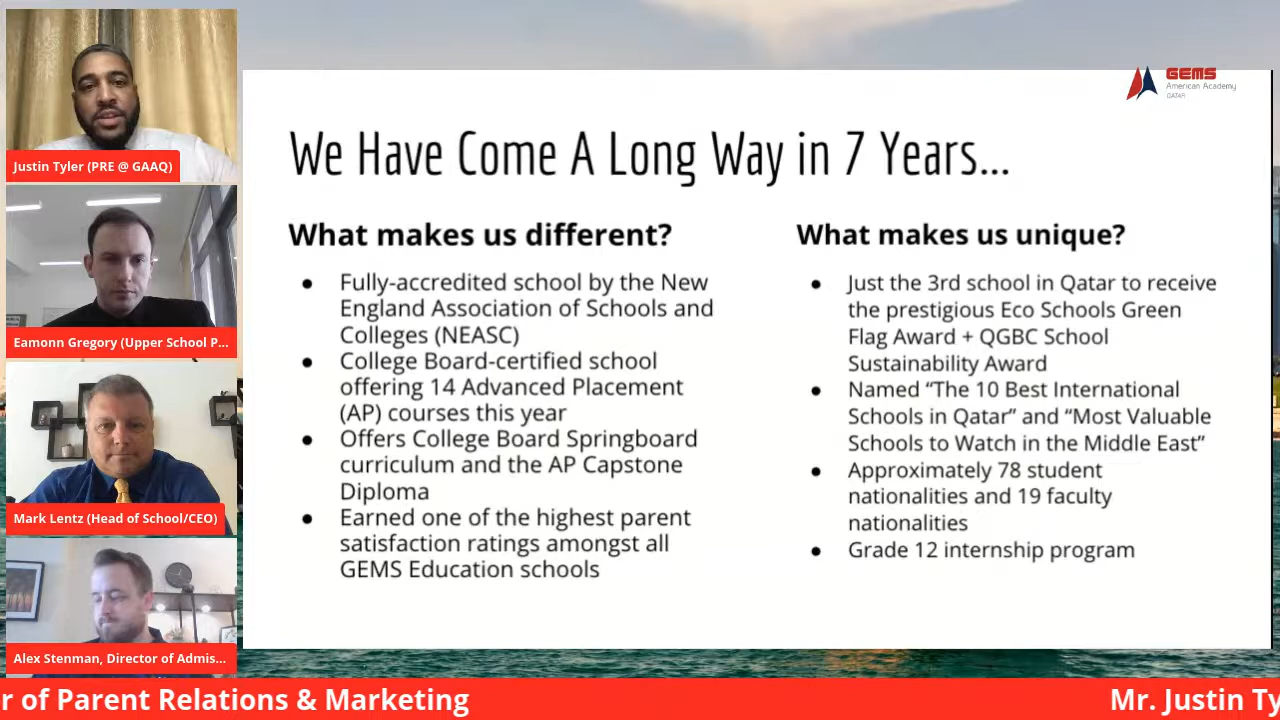 Justin Tyler (PRE @ GAAQ)
Eamonn Gregory (Upper School P...
Mark Lentz (Head of School/CEO)
Alex Stenman, Director of Admis...
GEMS
American Academy
QATAR
We Have Come A Long Way in 7 Years...
What makes us different?
● Fully-accredited school by the New
England Association of Schools and
Colleges (NEASC)
● College Board-certified school
offering 14 Advanced Placement
(AP) courses this year
● Offers College Board Springboard
curriculum and the AP Capstone
Diploma
● Earned one of the highest parent
satisfaction ratings amongst all
GEMS Education schools
What makes us unique?
● Just the 3rd school in Qatar to receive
the prestigious Eco Schools Green
Flag Award + QGBC School
Sustainability Award
● Named “The 10 Best International
Schools in Qatar” and “Most Valuable
Schools to Watch in the Middle East”
● Approximately 78 student
nationalities and 19 faculty
nationalities
● Grade 12 internship program
r of Parent Relations & Marketing
Mr. Justin Ty